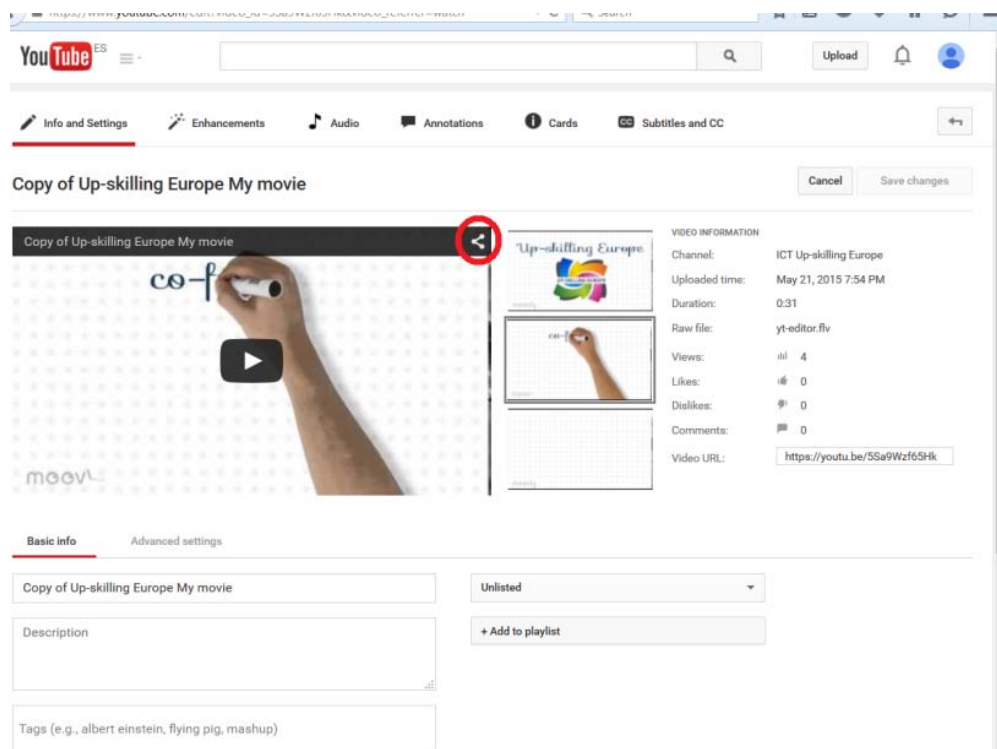 YouTube ES
Upload
Info and Settings Enhancements Audio Annotations Cards CC Subtitles and CC
Copy of Up-skilling Europe My movie Cancel Save changes
Copy of Up-skilling Europe My movie
co-f
moovl
Up-skilling Europe
co-f
VIDEO INFORMATION
Channel: ICT Up-skilling Europe
Uploaded time: May 21, 2015 7:54 PM
Duration: 0:31
Raw file: yt-editor.flv
Views: 4
Likes: 0
Dislikes: 0
Comments: 0
Video URL: https://youtu.be/5Sa9Wzf65Hk
Basic info Advanced settings
Copy of Up-skilling Europe My movie Unlisted
Description + Add to playlist
Tags (e.g., albert einstein, flying pig, mashup)